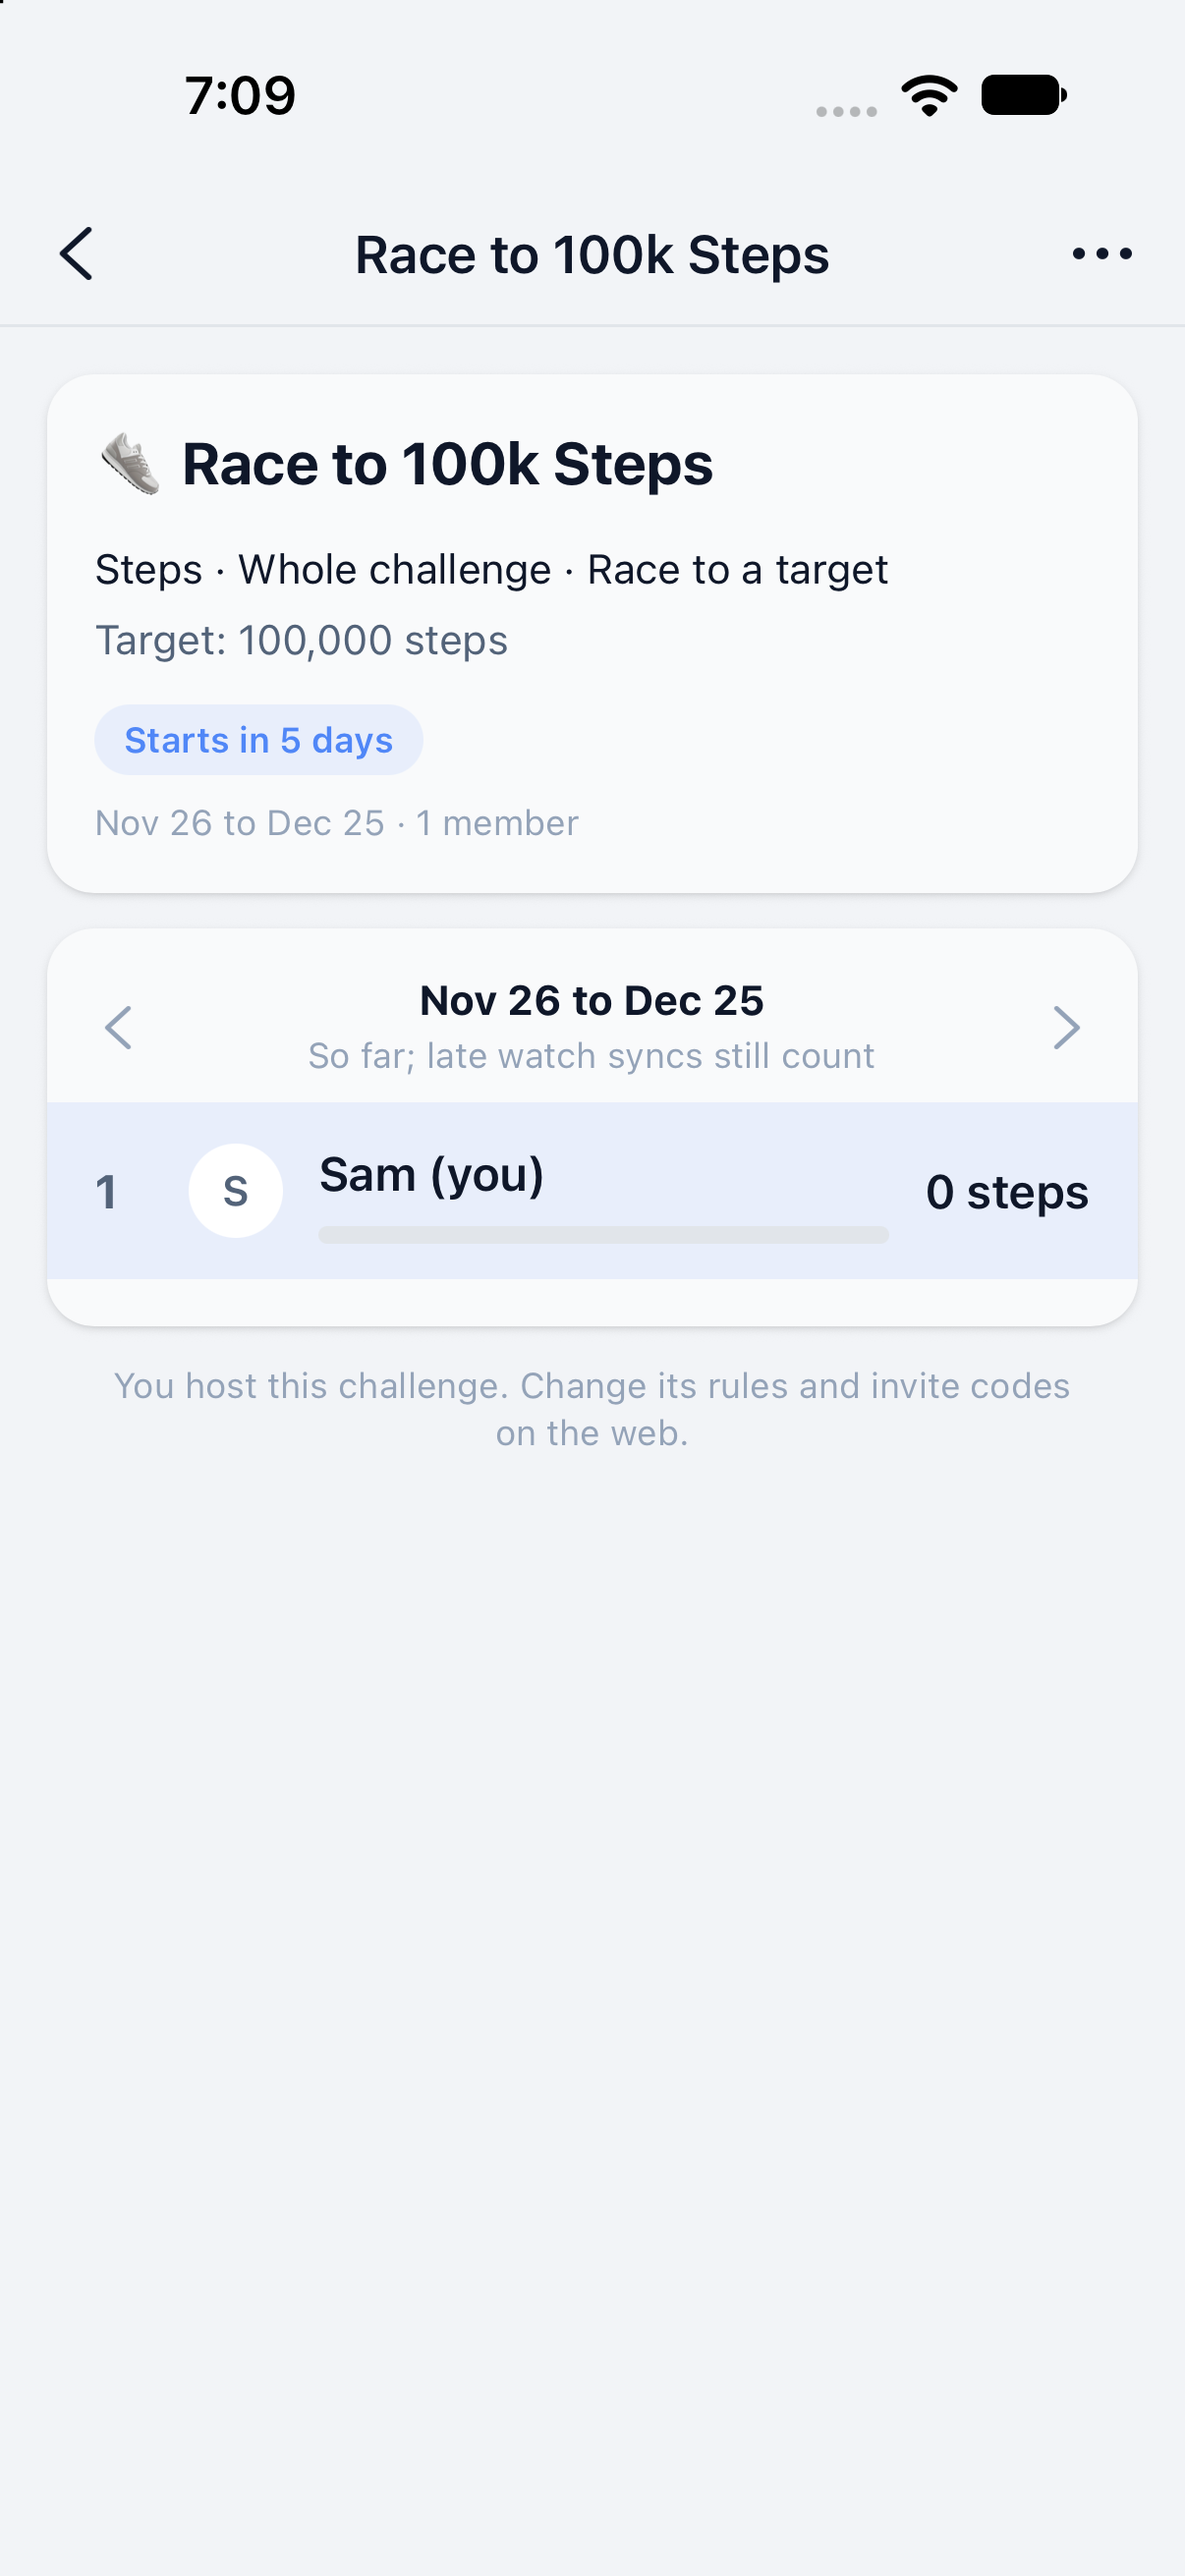 7:09
Race to 100k Steps
Race to 100k Steps
Steps · Whole challenge · Race to a target
Target: 100,000 steps
Starts in 5 days
Nov 26 to Dec 25 · 1 member
Nov 26 to Dec 25
So far; late watch syncs still count
1 S Sam (you) 0 steps
You host this challenge. Change its rules and invite codes
on the web.